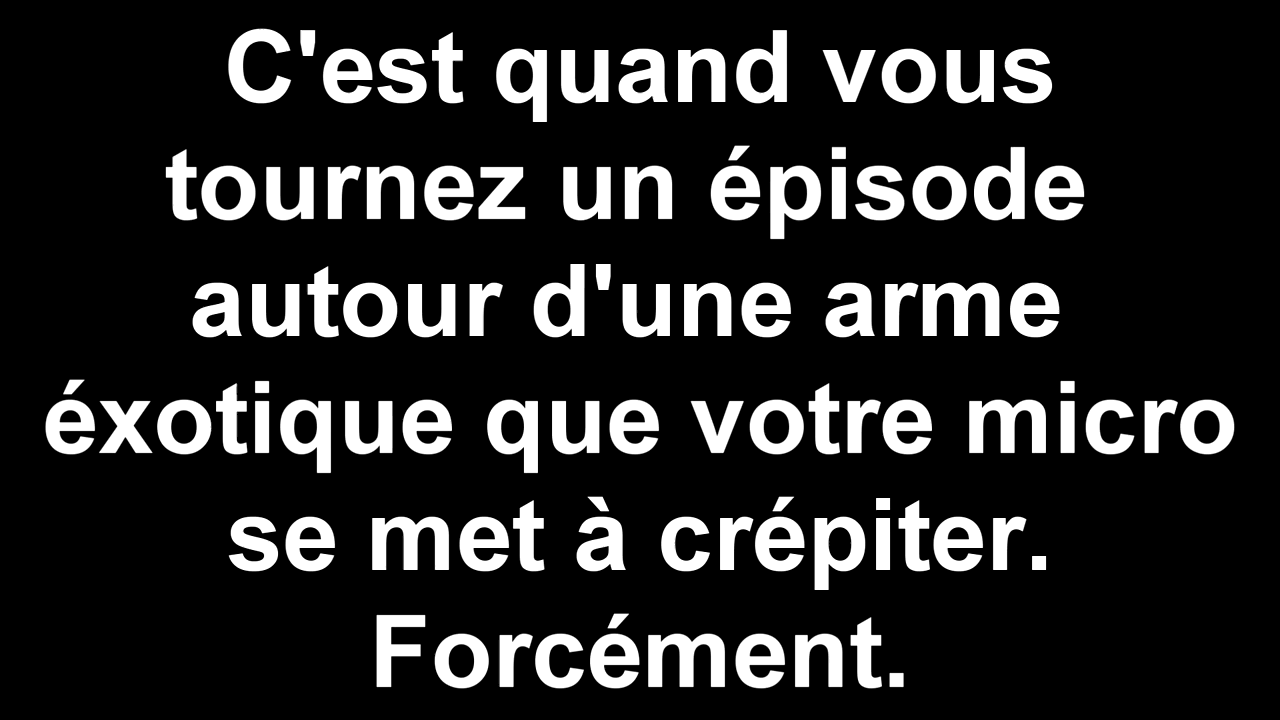 C'est quand vous
tournez un épisode
autour d'une arme
éxotique que votre micro
se met à crépiter.
Forcément.